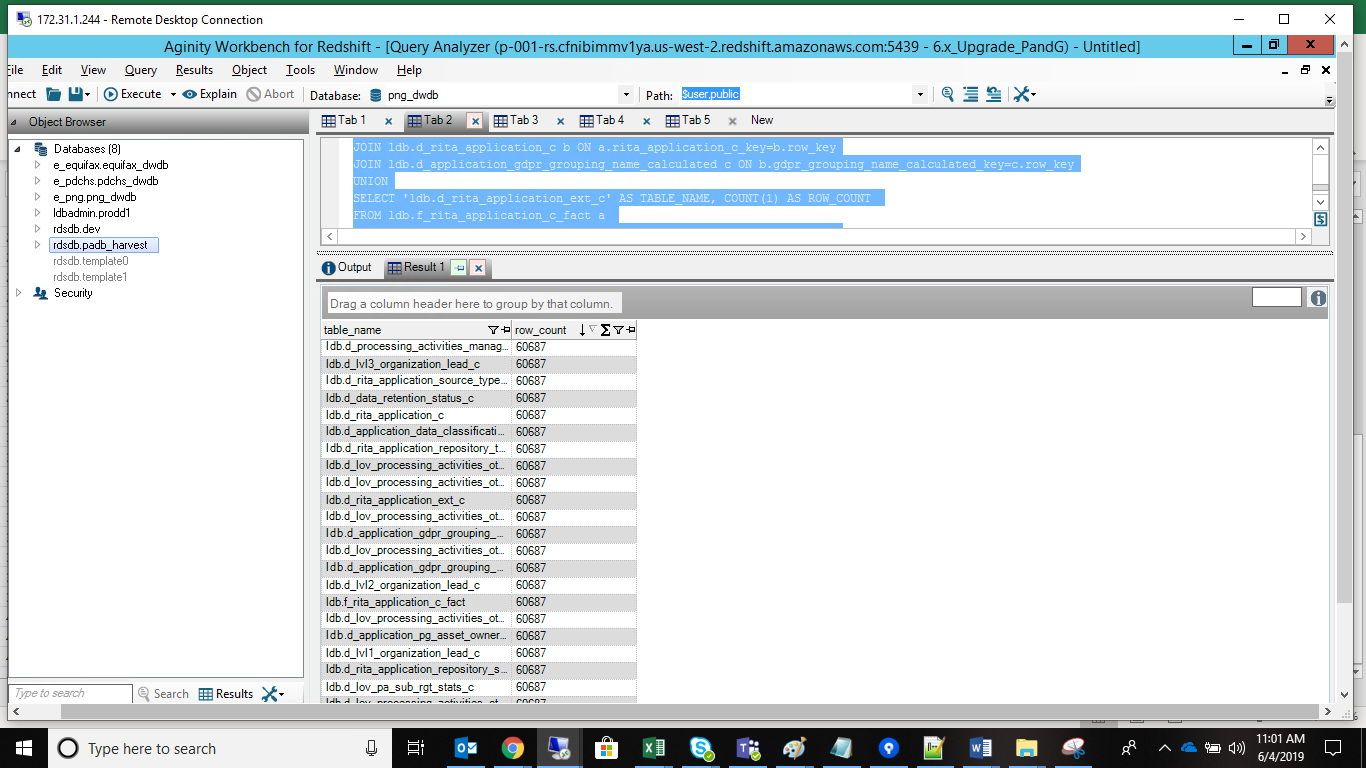 172.31.1.244 - Remote Desktop Connection
Aginity Workbench for Redshift - [Query Analyzer (p-001-rs.cfnibimmv1ya.us-west-2.redshift.amazonaws.com:5439 - 6.x_Upgrade_PandG) - Untitled]
File Edit View Query Results Object Tools Window Help
nnect Execute Explain Abort Database: png_dwdb Path: $user,public
Object Browser
Tab 1 Tab 2 Tab 3 Tab 4 Tab 5 New
Databases (8)
e_equifax.equifax_dwdb
e_pdchs.pdchs_dwdb
e_png.png_dwdb
ldbadmin.prodd1
rdsdb.dev
rdsdb.padb_harvest
rdsdb.template0
rdsdb.template1
Security
JOIN ldb.d_rita_application_c b ON a.rita_application_c_key=b.row_key
JOIN ldb.d_application_gdpr_grouping_name_calculated c ON b.gdpr_grouping_name_calculated_key=c.row_key
UNION
SELECT 'ldb.d_rita_application_ext_c' AS TABLE_NAME, COUNT(1) AS ROW_COUNT
FROM ldb.f_rita_application_c_fact a
Output Result 1
Drag a column header here to group by that column.
table_name row_count
ldb.d_processing_activities_manag... 60687
ldb.d_lvl3_organization_lead_c 60687
ldb.d_rita_application_source_type... 60687
ldb.d_data_retention_status_c 60687
ldb.d_rita_application_c 60687
ldb.d_application_data_classificati... 60687
ldb.d_rita_application_repository_t... 60687
ldb.d_lov_processing_activities_ot... 60687
ldb.d_lov_processing_activities_ot... 60687
ldb.d_rita_application_ext_c 60687
ldb.d_lov_processing_activities_ot... 60687
ldb.d_application_gdpr_grouping_... 60687
ldb.d_lov_processing_activities_ot... 60687
ldb.d_application_gdpr_grouping_... 60687
ldb.d_lvl2_organization_lead_c 60687
ldb.f_rita_application_c_fact 60687
ldb.d_lov_processing_activities_ot... 60687
ldb.d_application_pg_asset_owner... 60687
ldb.d_lvl1_organization_lead_c 60687
ldb.d_rita_application_repository_s... 60687
ldb.d_lov_pa_sub_rgt_stats_c 60687
ldb.d_lov_processing_activities_ot... 60687
Type to search Search Results
Type here to search
11:01 AM
6/4/2019